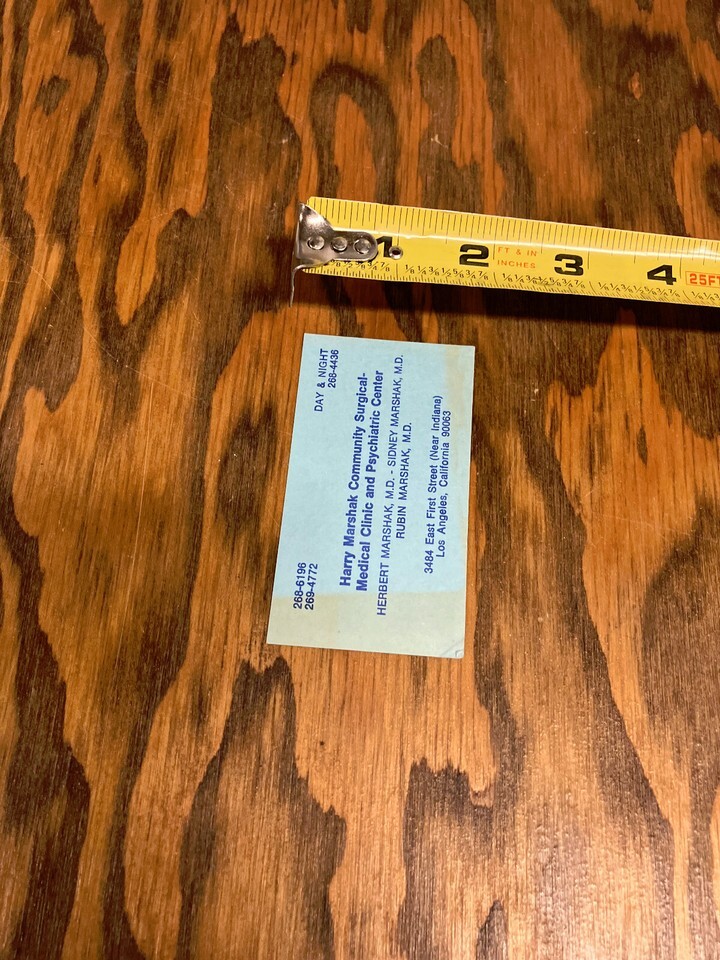 1 2 FT & IN INCHES 3 4 25FT
268-6196
269-4772
DAY & NIGHT
268-4436
Harry Marshak Community Surgical-
Medical Clinic and Psychiatric Center
HERBERT MARSHAK, M.D. - SIDNEY MARSHAK, M.D.
RUBIN MARSHAK, M.D.
3484 East First Street (Near Indiana)
Los Angeles, California 90063